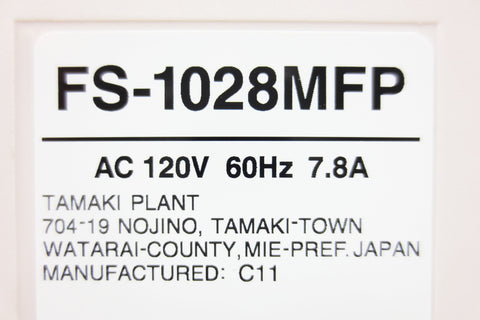 FS-1028MFP
AC 120V 60Hz 7.8A
TAMAKI PLANT
704-19 NOJINO, TAMAKI-TOWN
WATARAI-COUNTY, MIE-PREF. JAPAN
MANUFACTURED: C11